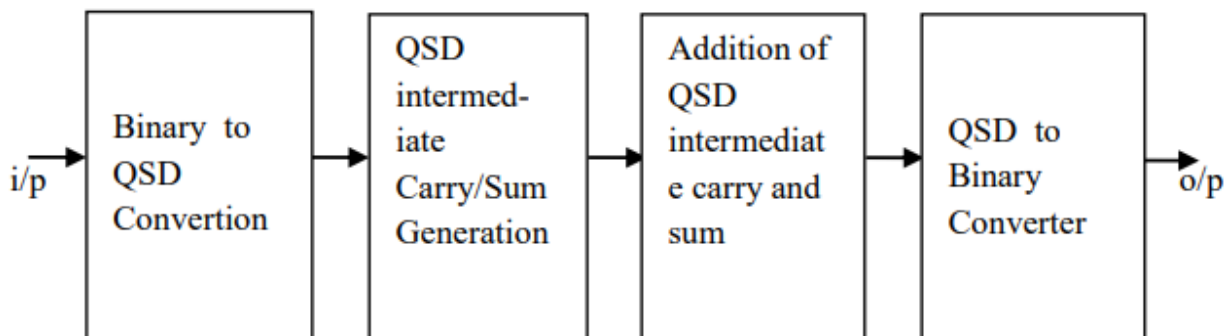 i/p
Binary to
QSD
Convertion
QSD
intermed-
iate
Carry/Sum
Generation
Addition of
QSD
intermediat
e carry and
sum
QSD to
Binary
Converter
o/p